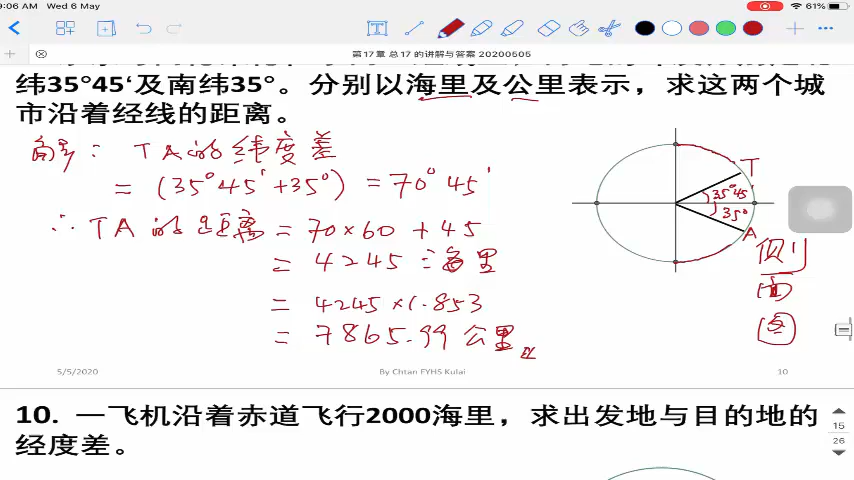 9:06 AM Wed 6 May
61%
第17章 总17 的讲解与答案 20200505
纬35°45‘及南纬35°。分别以海里及公里表示，求这两个城
市沿着经线的距离。
TA的纬度差
= (35°45'+35°) = 70°45'
∴ TA的距离 = 70×60 + 45
= 4245 海里
= 4245×1.853
= 7865.99 公里
T
35°45'
35°
A
侧
面
图
5/5/2020
By Chtan FYHS Kulai
10
15
26
10. 一飞机沿着赤道飞行2000海里，求出发地与目的地的
经度差。